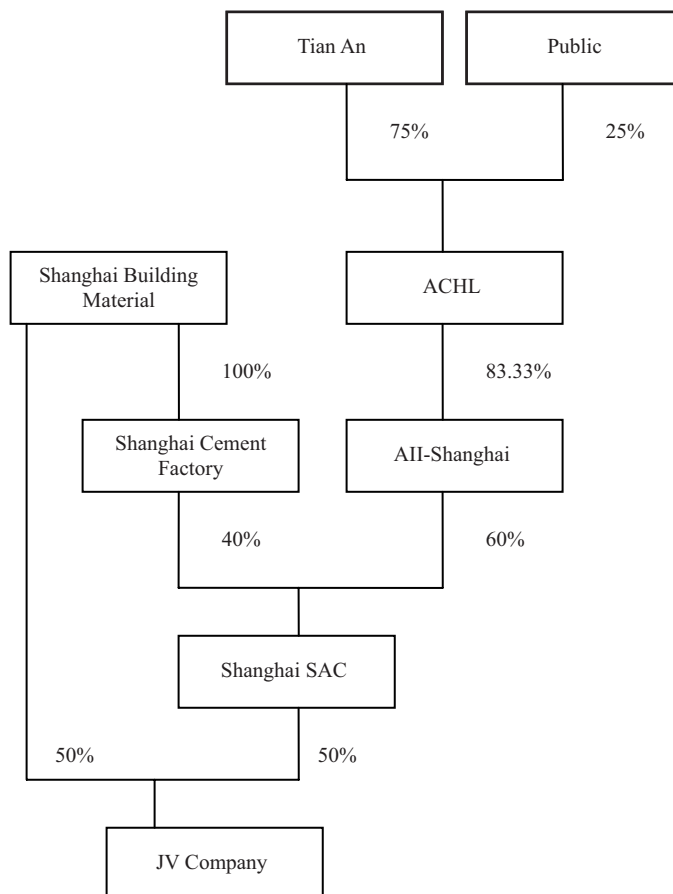 Tian An
Public
75%
25%
Shanghai Building
Material
ACHL
100%
83.33%
Shanghai Cement
Factory
AII-Shanghai
40%
60%
Shanghai SAC
50%
50%
JV Company